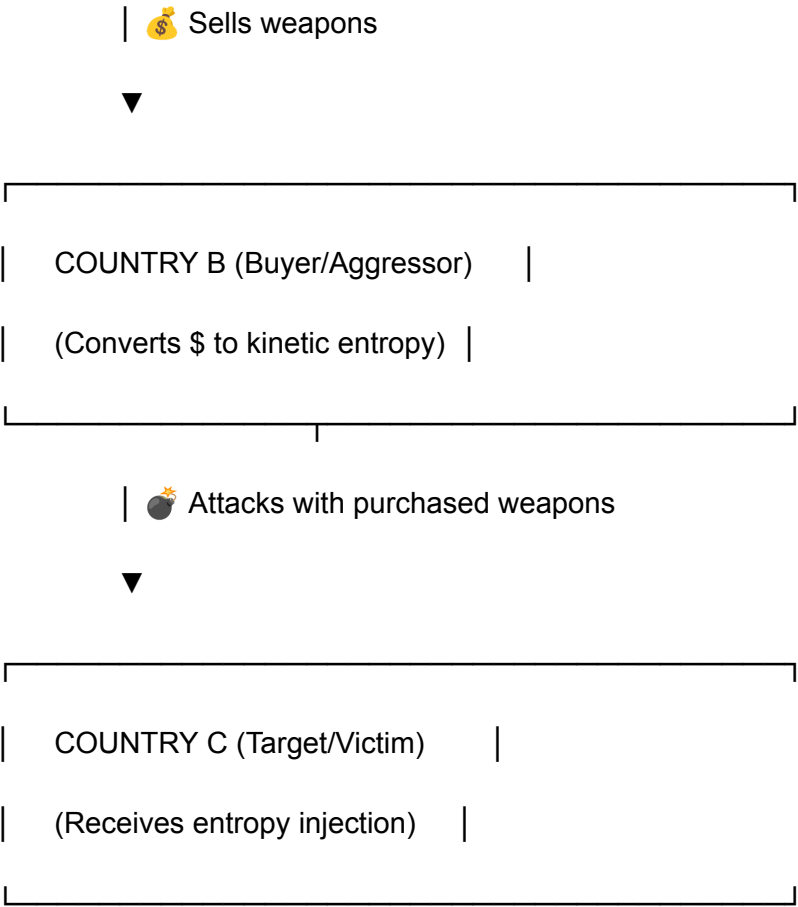 │ 💰 Sells weapons
▼
┌─────────────────────────────────────┐
│ COUNTRY B (Buyer/Aggressor) │
│ (Converts $ to kinetic entropy) │
└──────────────┬──────────────────────┘
│ 💣 Attacks with purchased weapons
▼
┌─────────────────────────────────────┐
│ COUNTRY C (Target/Victim) │
│ (Receives entropy injection) │
└─────────────────────────────────────┘